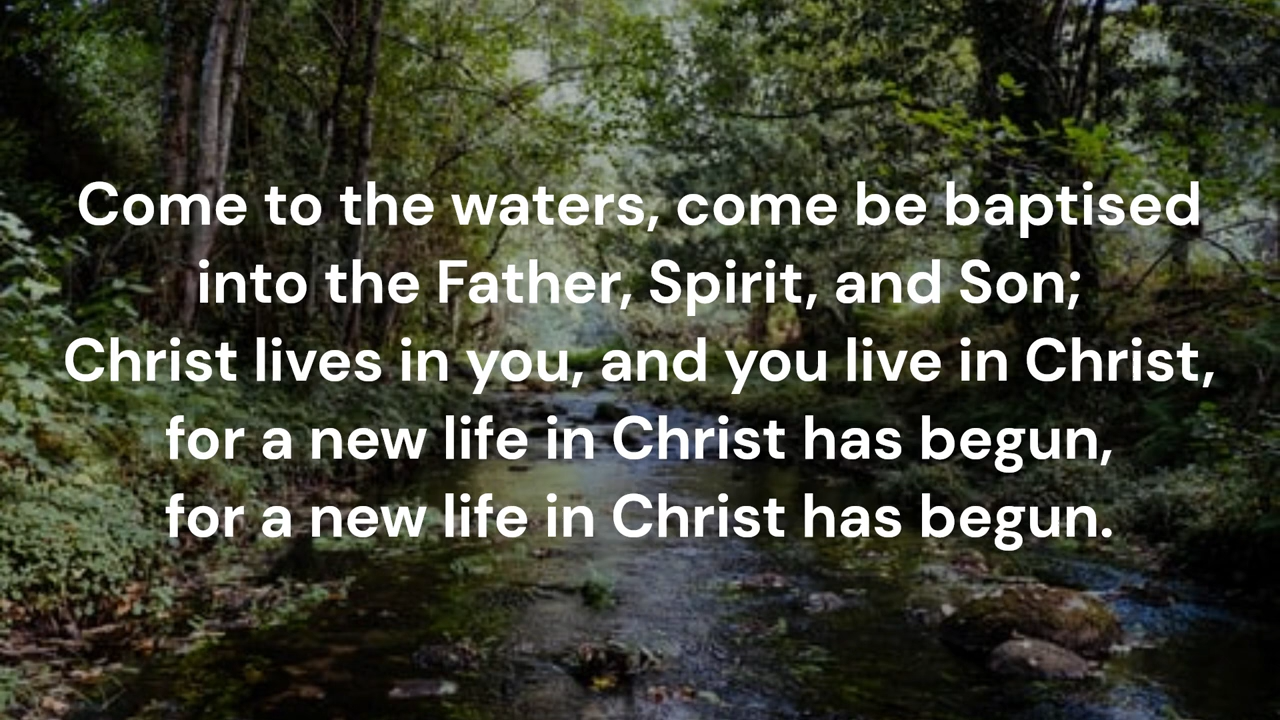 Come to the waters, come be baptised
into the Father, Spirit, and Son;
Christ lives in you, and you live in Christ,
for a new life in Christ has begun,
for a new life in Christ has begun.